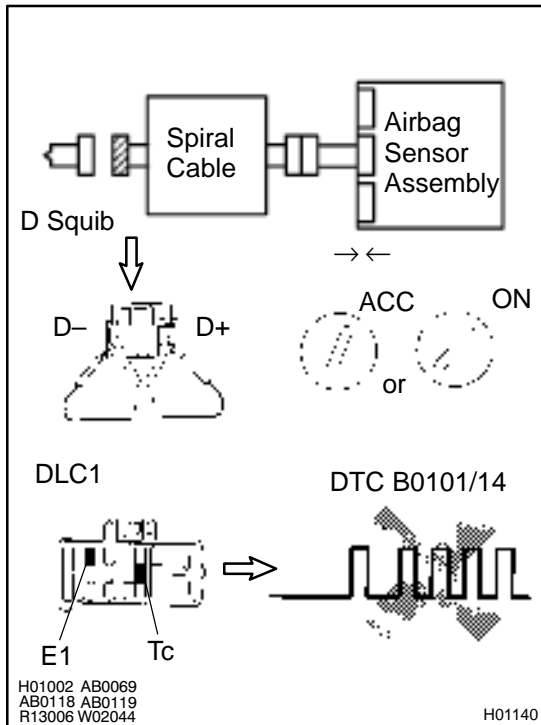 Spiral
Cable
Airbag
Sensor
Assembly
D Squib
D– D+
ACC ON
or
DLC1
DTC B0101/14
E1 Tc
H01002 AB0069
AB0118 AB0119
R13006 W02044
H01140